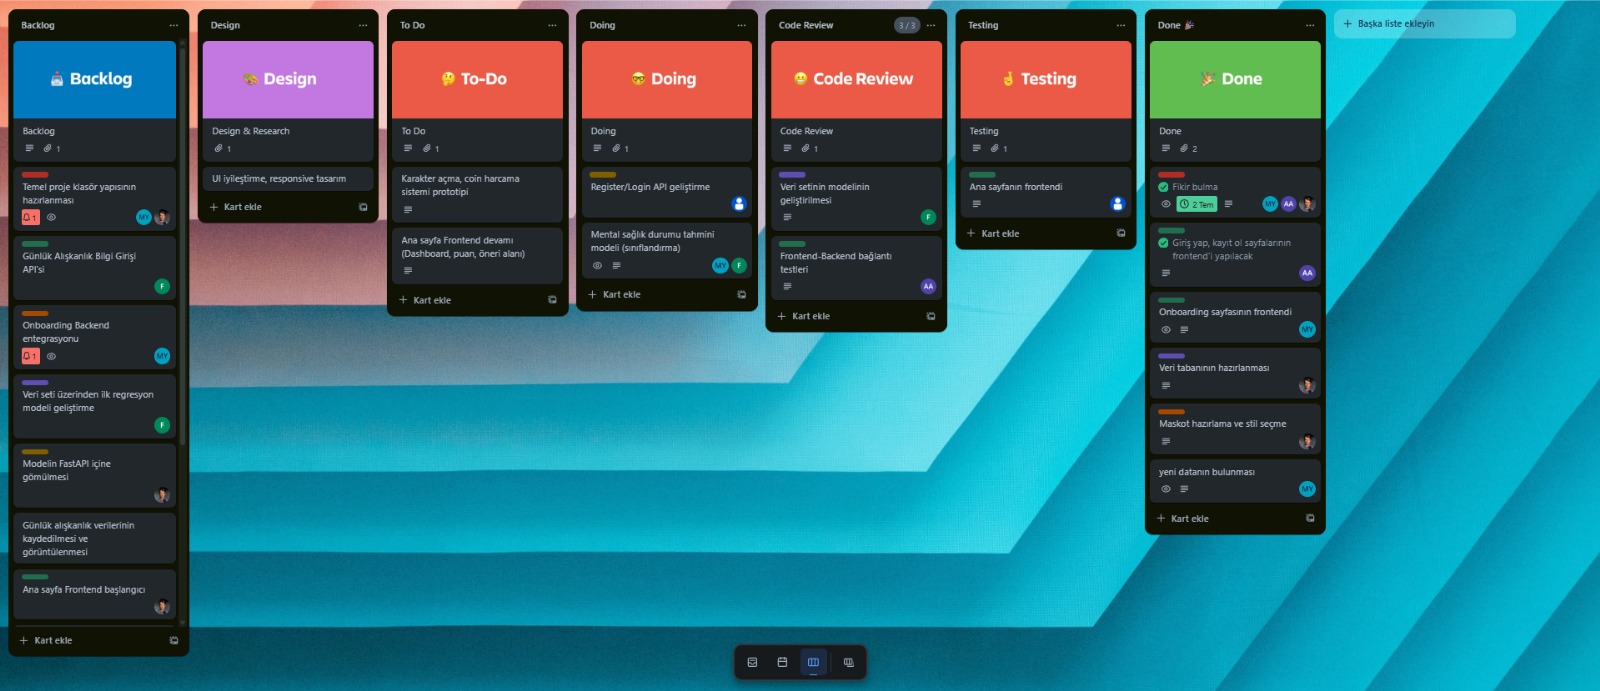 Backlog
Backlog
Backlog
1
Temel proje klasör yapısının
hazırlanması
1
MY
Günlük Alışkanlık Bilgi Girişi
API'si
F
Onboarding Backend
entegrasyonu
1
MY
Veri seti üzerinden ilk regresyon
modeli geliştirme
F
Modelin FastAPI içine
gömülmesi
Günlük alışkanlık verilerinin
kaydedilmesi ve
görüntülenmesi
Ana sayfa Frontend başlangıcı
+ Kart ekle
Design
Design
Design & Research
1
UI iyileştirme, responsive tasarım
+ Kart ekle
To Do
To-Do
To Do
1
Karakter açma, coin harcama
sistemi prototipi
Ana sayfa Frontend devamı
(Dashboard, puan, öneri alanı)
+ Kart ekle
Doing
Doing
Doing
1
Register/Login API geliştirme
Mental sağlık durumu tahmini
modeli (sınıflandırma)
MY F
+ Kart ekle
Code Review 3 / 3
Code Review
Code Review
1
Veri setinin modelinin
geliştirilmesi
F
Frontend-Backend bağlantı
testleri
AA
+ Kart ekle
Testing
Testing
Testing
1
Ana sayfanın frontendi
+ Kart ekle
Done 🎉
Done
Done
2
Fikir bulma
2 Tem MY AA
Giriş yap, kayıt ol sayfalarının
frontend'i yapılacak
AA
Onboarding sayfasının frontendi
MY
Veri tabanının hazırlanması
Maskot hazırlama ve stil seçme
yeni datanın bulunması
MY
+ Kart ekle
+ Başka liste ekleyin